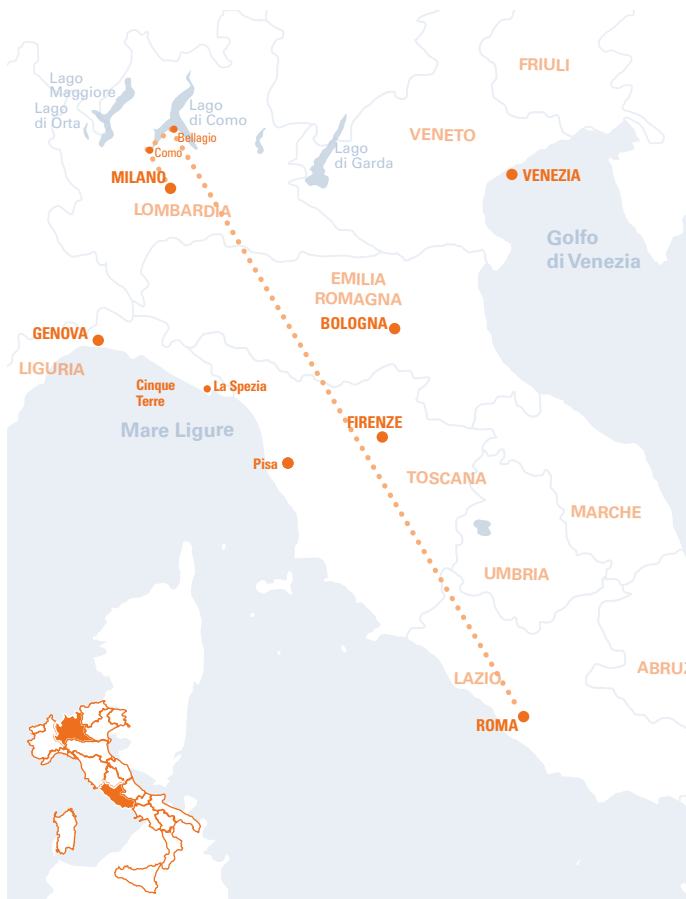 FRIULI
Lago
Maggiore
Lago
di Orta
Lago
di Como
Bellagio
Como
VENETO
Lago
di Garda
MILANO
VENEZIA
LOMBARDIA
Golfo
di Venezia
EMILIA
ROMAGNA
BOLOGNA
GENOVA
LIGURIA
Cinque
Terre
La Spezia
Mare Ligure
FIRENZE
Pisa
TOSCANA
MARCHE
UMBRIA
LAZIO
ABRUZ
ROMA